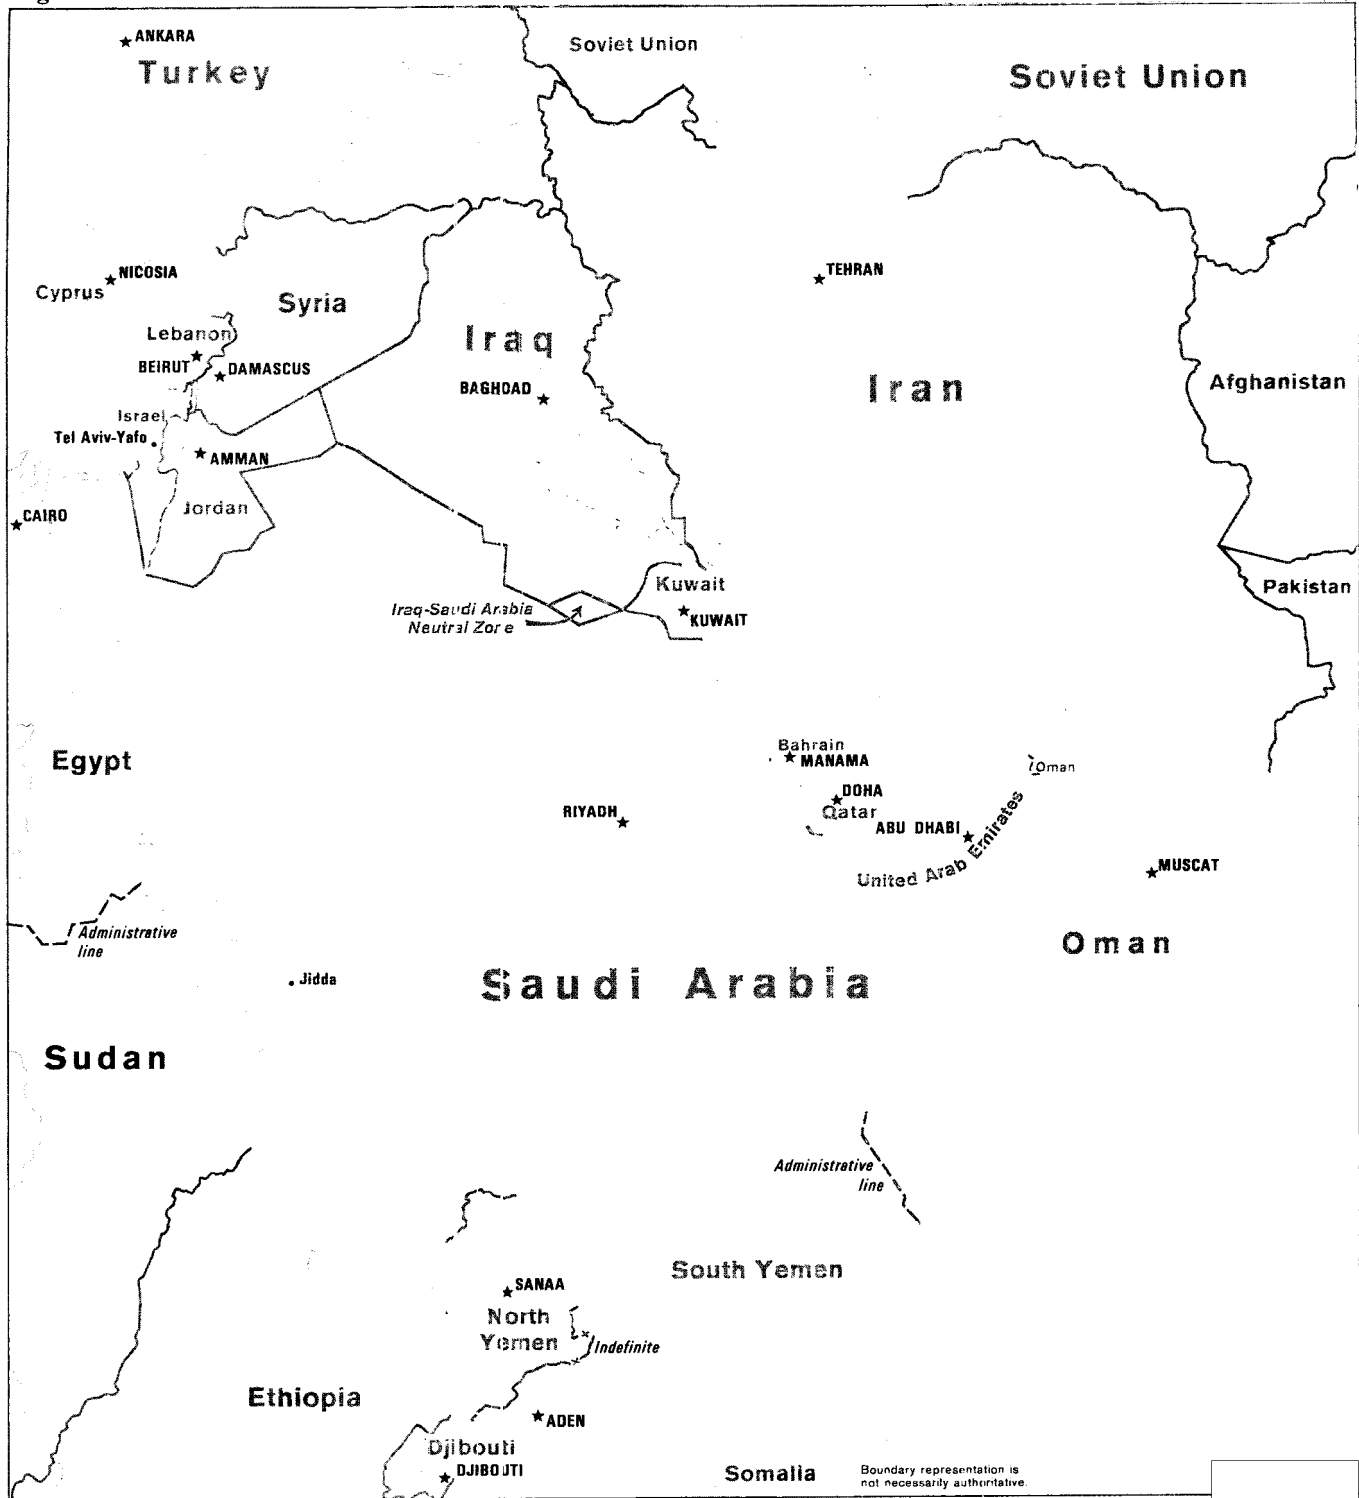 ANKARA
Turkey
Soviet Union
Soviet Union
NICOSIA
Cyprus
Syria
TEHRAN
Lebanon
BEIRUT
DAMASCUS
Iraq
BAGHDAD
Iran
Afghanistan
Israel
Tel Aviv-Yafo
AMMAN
Jordan
CAIRO
Kuwait
KUWAIT
Iraq-Saudi Arabia
Neutral Zone
Pakistan
Egypt
Bahrain
MANAMA
DOHA
Qatar
Oman
RIYADH
ABU DHABI
United Arab Emirates
MUSCAT
Oman
Administrative
line
Jidda
Saudi Arabia
Sudan
Administrative
line
South Yemen
SANAA
North
Yemen
Indefinite
Ethiopia
ADEN
Djibouti
DJIBOUTI
Somalia
Boundary representation is
not necessarily authoritative.